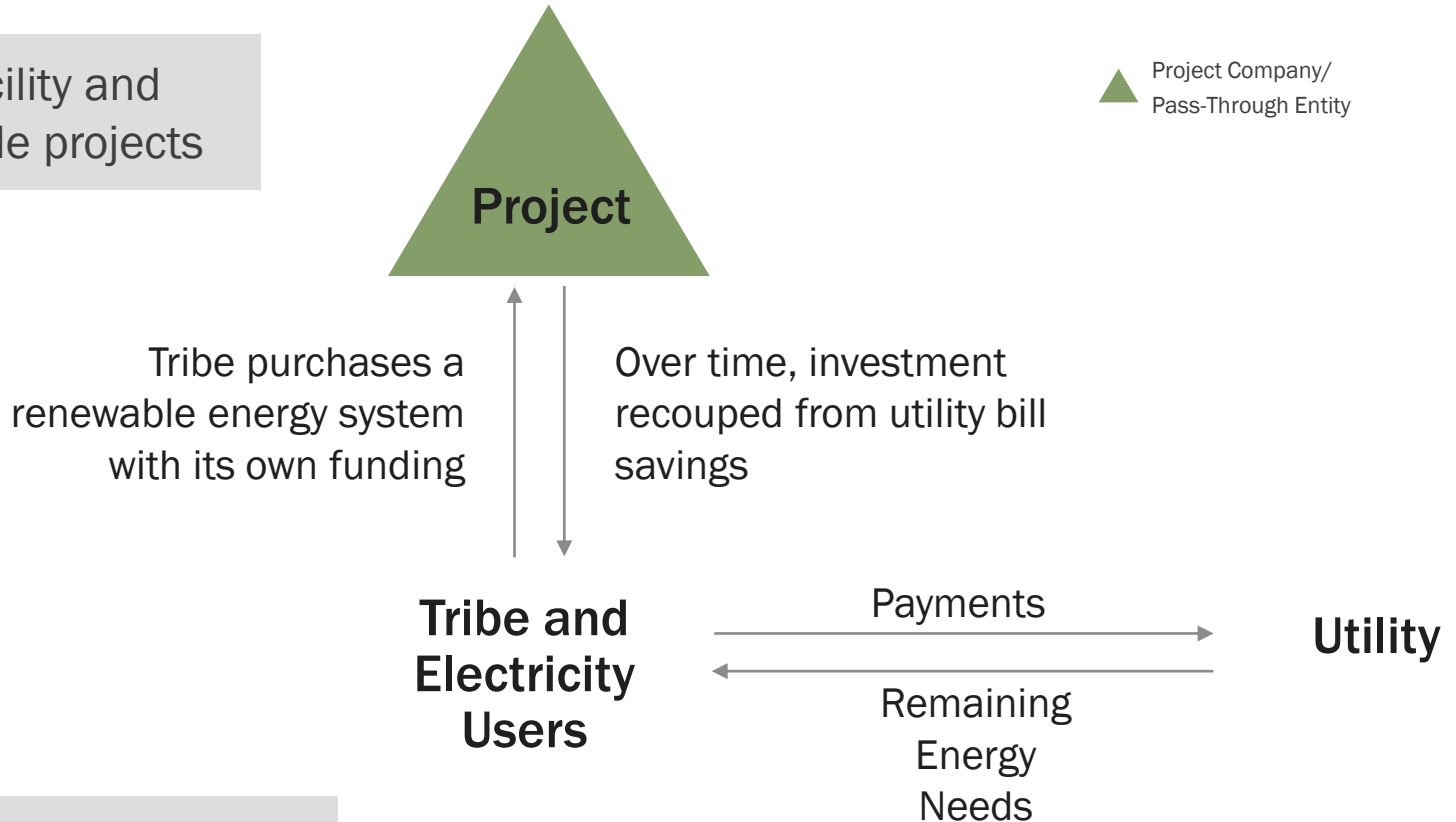 cility and
le projects
Project Company/
Pass-Through Entity
Project
Tribe purchases a
renewable energy system
with its own funding
Over time, investment
recouped from utility bill
savings
Tribe and
Electricity
Users
Payments
Remaining
Energy
Needs
Utility